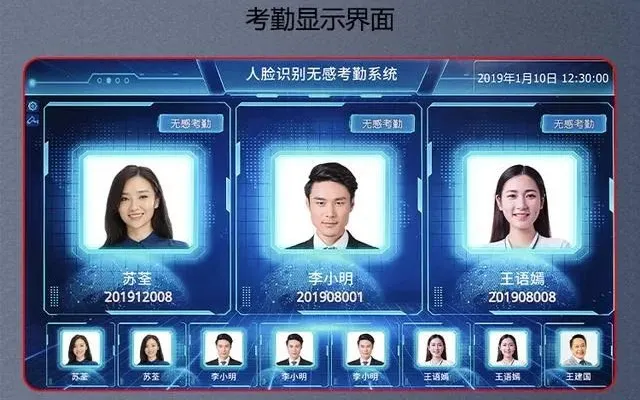 考勤显示界面
人脸识别无感考勤系统
2019年1月10日 12:30:00
无感考勤
无感考勤
无感考勤
苏荃
李小明
王语嫣
201912008
201908001
201908008
苏荃
苏荃
李小明
李小明
李小明
王语嫣
王语嫣
王建国